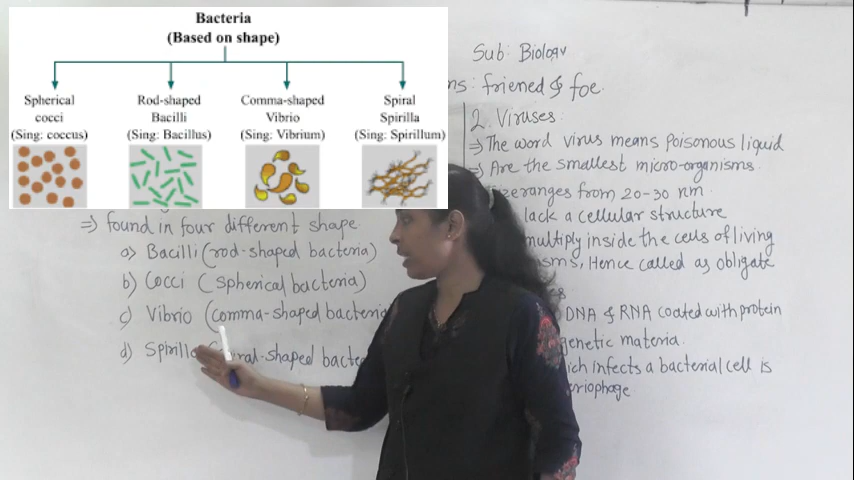 Bacteria
(Based on shape)
Spherical
cocci
(Sing: coccus)
Rod-shaped
Bacilli
(Sing: Bacillus)
Comma-shaped
Vibrio
(Sing: Vibrium)
Spiral
Spirilla
(Sing: Spirillum)
⇒ found in four different shape
a) Bacilli (rod-shaped bacteria)
b) Cocci (spherical bacteria)
c) Vibrio (comma-shaped bacteria
d) Spirilla -shaped
Sub: Biology
friened & foe.
2. Viruses:
⇒ The word virus means poisonous liquid
⇒ Are the smallest micro-organisms.
ranges from 20-30 nm.
lack a cellular structure
multiply inside the cells of living
Hence called as obligate
DNA & RNA coated with protein
genetic materia.
infects a bacterial cell is